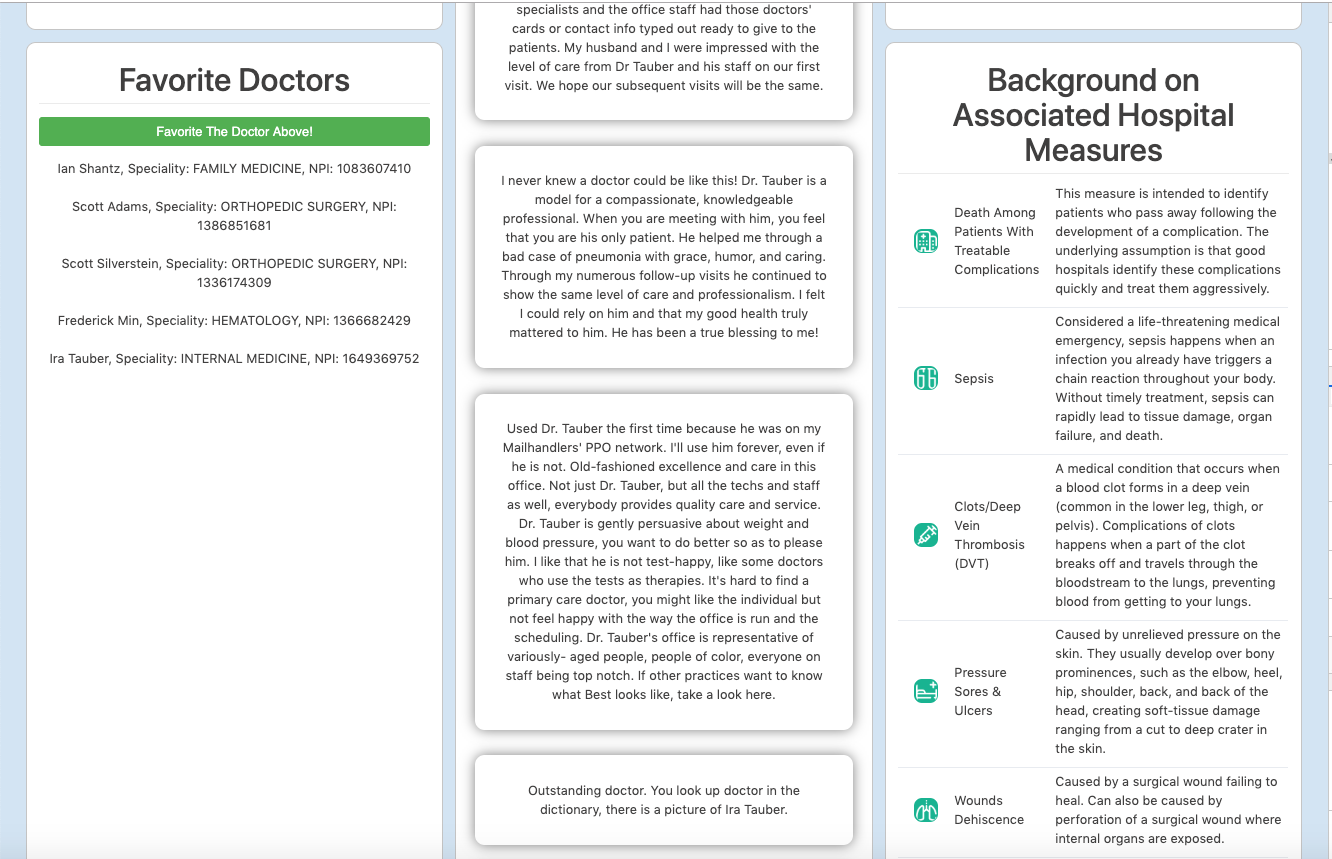 Favorite Doctors
Favorite The Doctor Above!
Ian Shantz, Speciality: FAMILY MEDICINE, NPI: 1083607410
Scott Adams, Speciality: ORTHOPEDIC SURGERY, NPI:
1386851681
Scott Silverstein, Speciality: ORTHOPEDIC SURGERY, NPI:
1336174309
Frederick Min, Speciality: HEMATOLOGY, NPI: 1366682429
Ira Tauber, Speciality: INTERNAL MEDICINE, NPI: 1649369752
specialists and the office staff had those doctors'
cards or contact info typed out ready to give to the
patients. My husband and I were impressed with the
level of care from Dr Tauber and his staff on our first
visit. We hope our subsequent visits will be the same.
I never knew a doctor could be like this! Dr. Tauber is a
model for a compassionate, knowledgeable
professional. When you are meeting with him, you feel
that you are his only patient. He helped me through a
bad case of pneumonia with grace, humor, and caring.
Through my numerous follow-up visits he continued to
show the same level of care and professionalism. I felt
I could rely on him and that my good health truly
mattered to him. He has been a true blessing to me!
Used Dr. Tauber the first time because he was on my
Mailhandlers' PPO network. I'll use him forever, even if
he is not. Old-fashioned excellence and care in this
office. Not just Dr. Tauber, but all the techs and staff
as well, everybody provides quality care and service.
Dr. Tauber is gently persuasive about weight and
blood pressure, you want to do better so as to please
him. I like that he is not test-happy, like some doctors
who use the tests as therapies. It's hard to find a
primary care doctor, you might like the individual but
not feel happy with the way the office is run and the
scheduling. Dr. Tauber's office is representative of
variously- aged people, people of color, everyone on
staff being top notch. If other practices want to know
what Best looks like, take a look here.
Outstanding doctor. You look up doctor in the
dictionary, there is a picture of Ira Tauber.
Background on
Associated Hospital
Measures
Death Among
Patients With
Treatable
Complications
This measure is intended to identify
patients who pass away following the
development of a complication. The
underlying assumption is that good
hospitals identify these complications
quickly and treat them aggressively.
Sepsis
Considered a life-threatening medical
emergency, sepsis happens when an
infection you already have triggers a
chain reaction throughout your body.
Without timely treatment, sepsis can
rapidly lead to tissue damage, organ
failure, and death.
Clots/Deep
Vein
Thrombosis
(DVT)
A medical condition that occurs when
a blood clot forms in a deep vein
(common in the lower leg, thigh, or
pelvis). Complications of clots
happens when a part of the clot
breaks off and travels through the
bloodstream to the lungs, preventing
blood from getting to your lungs.
Pressure
Sores &
Ulcers
Caused by unrelieved pressure on the
skin. They usually develop over bony
prominences, such as the elbow, heel,
hip, shoulder, back, and back of the
head, creating soft-tissue damage
ranging from a cut to deep crater in
the skin.
Wounds
Dehiscence
Caused by a surgical wound failing to
heal. Can also be caused by
perforation of a surgical wound where
internal organs are exposed.